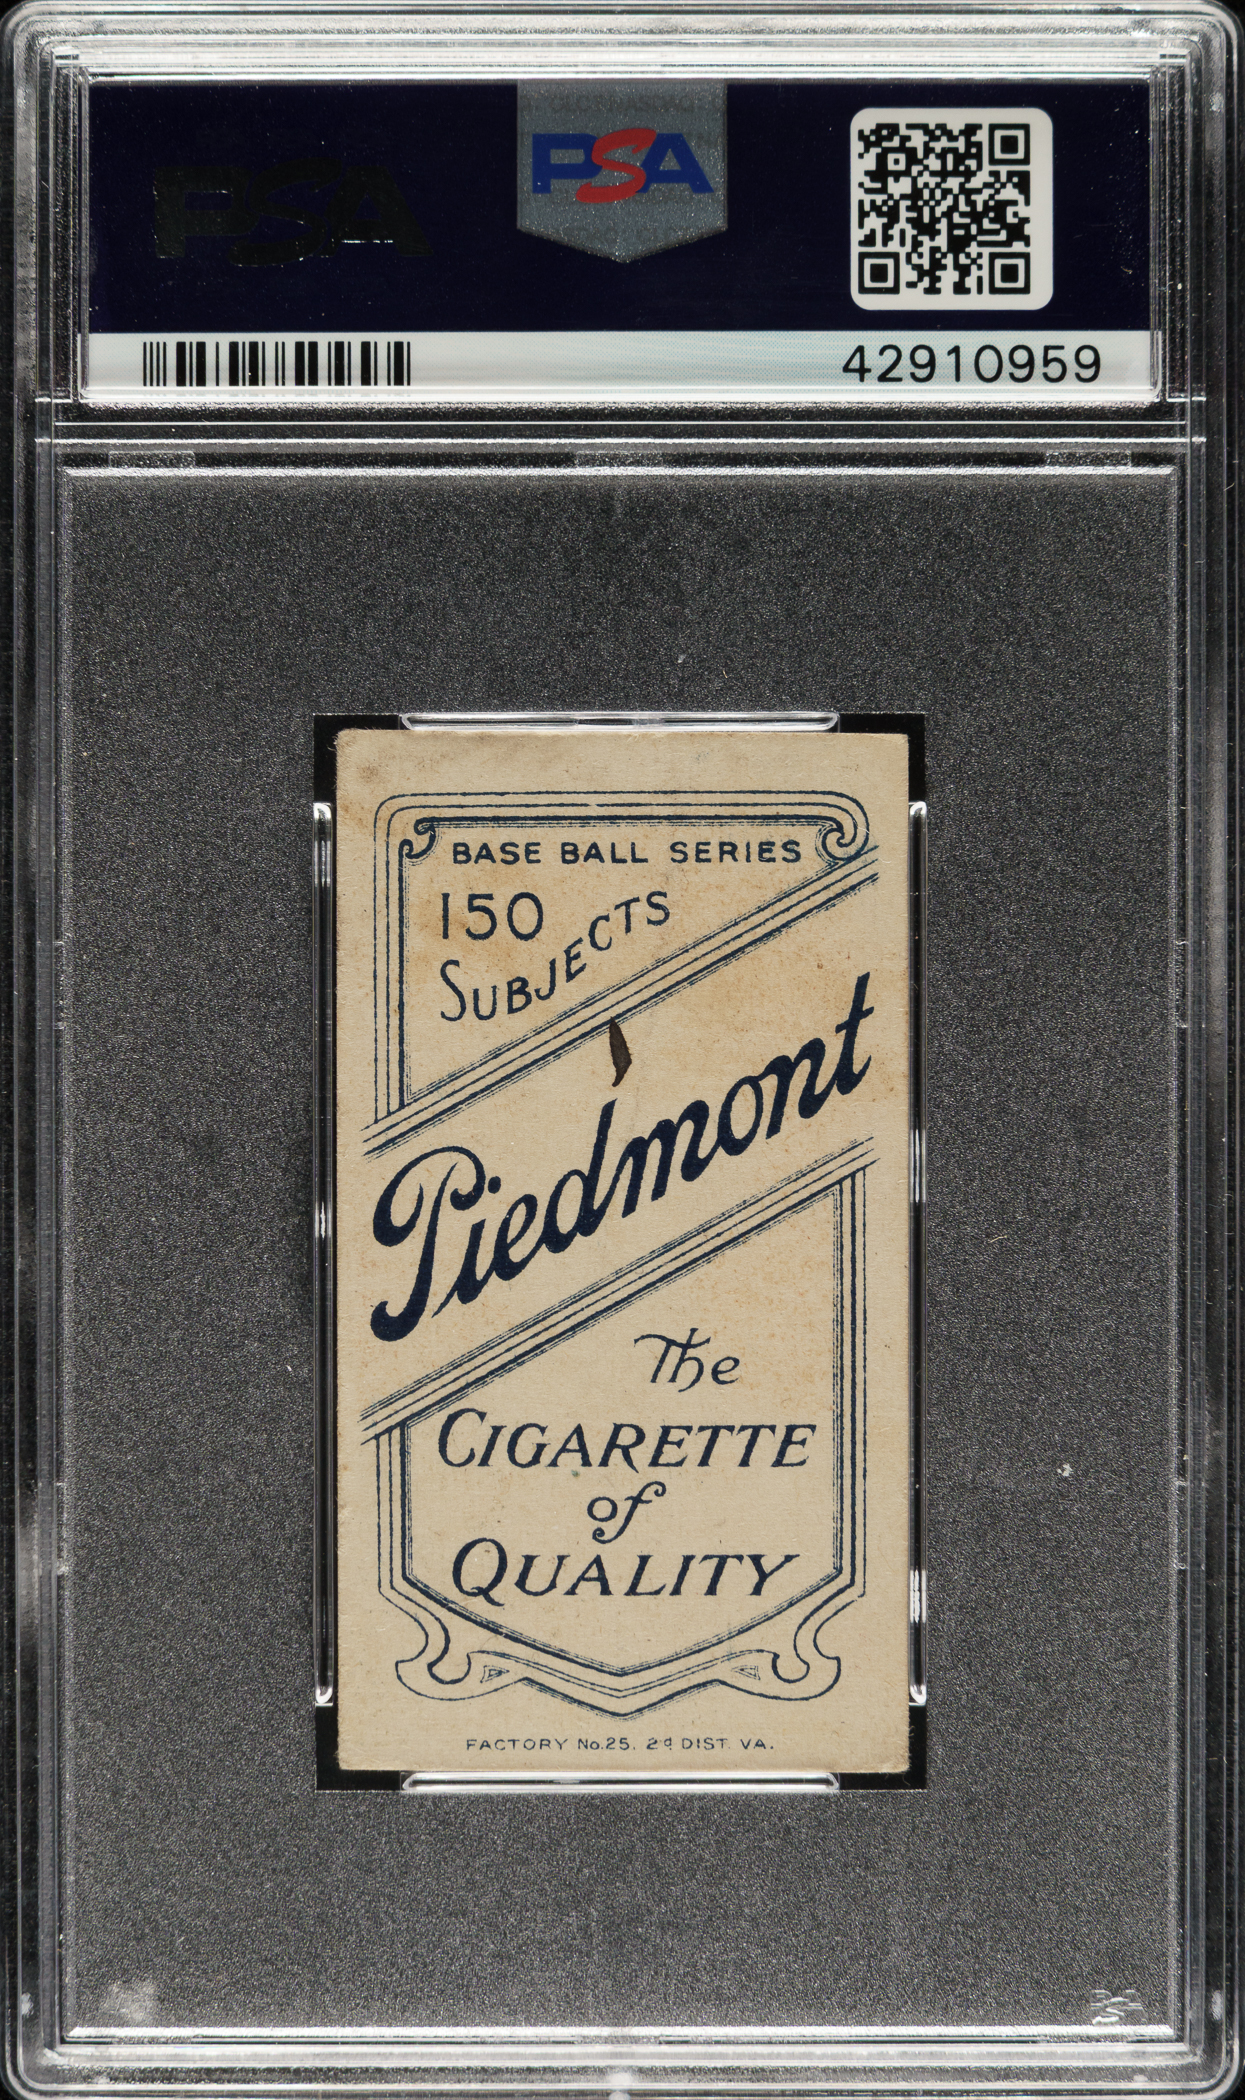 PSA
PSA
42910959
BASE BALL SERIES
150
SUBJECTS
Piedmont
The
CIGARETTE
of
QUALITY
FACTORY No. 25. 2d DIST. VA.